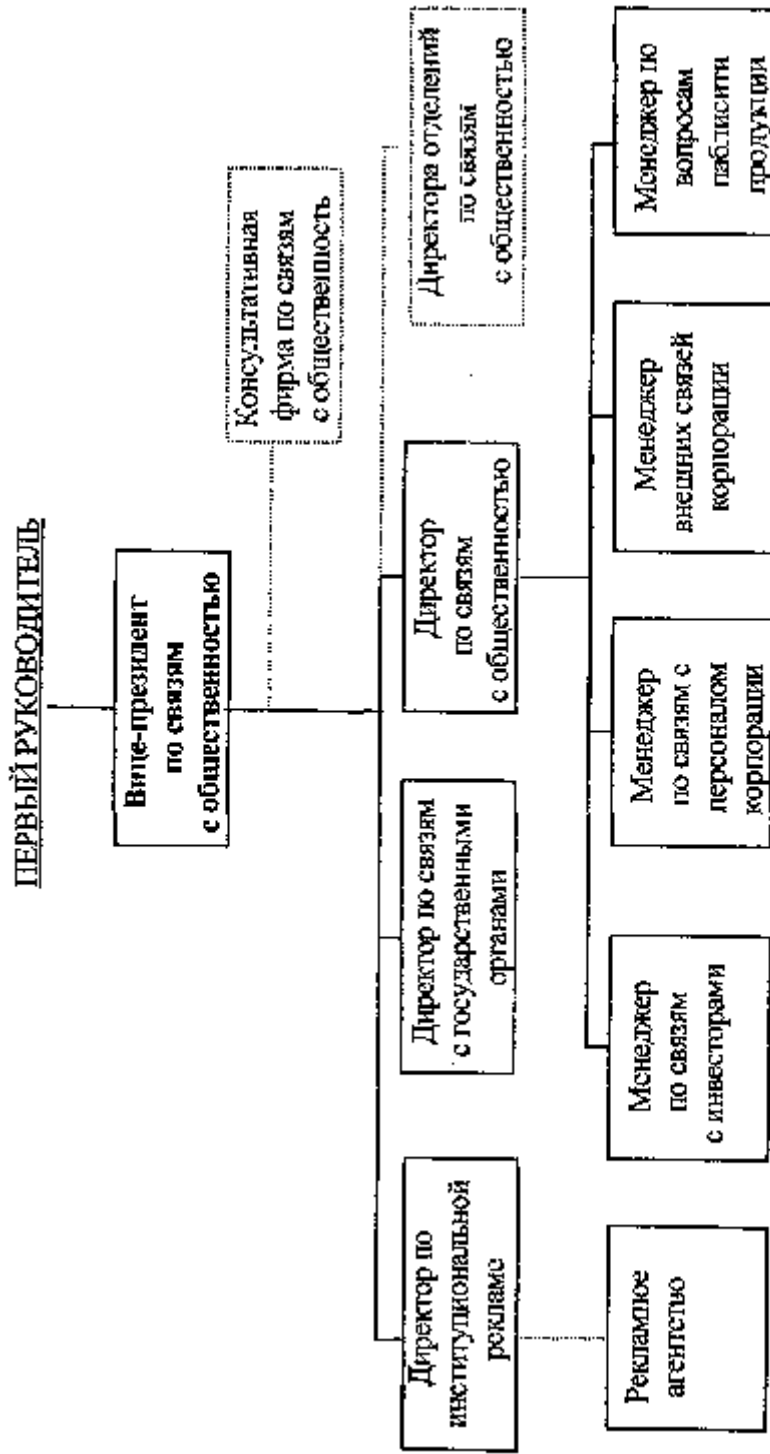 ПЕРВЫЙ РУКОВОДИТЕЛЬ
Вице-президент
по связям
с общественностью
Консультативная
фирма по связям
с общественность
Директор по
институциональной
рекламе
Директор по связям
с государственными
органами
Директор
по связям
с общественностью
Директора отделений
по связям
с общественностью
Рекламное
агентство
Менеджер
по связям
с инвесторами
Менеджер
по связям с
персоналом
корпорации
Менеджер
внешних связей
корпорации
Менеджер по
вопросам
паблисити
продукции